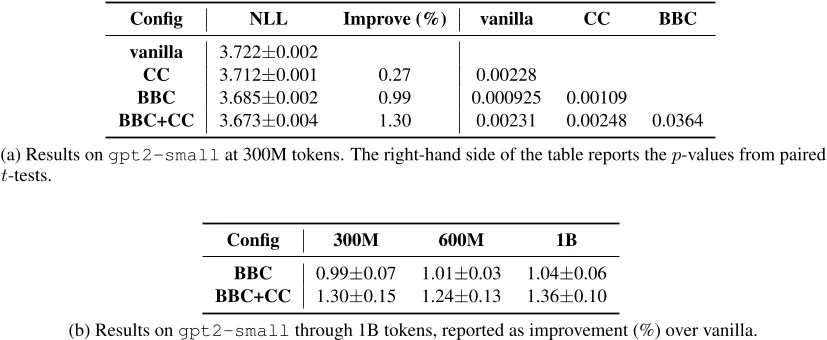 Config NLL Improve (%) vanilla CC BBC
vanilla 3.722±0.002
CC 3.712±0.001 0.27 0.00228
BBC 3.685±0.002 0.99 0.000925 0.00109
BBC+CC 3.673±0.004 1.30 0.00231 0.00248 0.0364
(a) Results on gpt2-small at 300M tokens. The right-hand side of the table reports the p-values from paired
t-tests.
Config 300M 600M 1B
BBC 0.99±0.07 1.01±0.03 1.04±0.06
BBC+CC 1.30±0.15 1.24±0.13 1.36±0.10
(b) Results on gpt2-small through 1B tokens, reported as improvement (%) over vanilla.